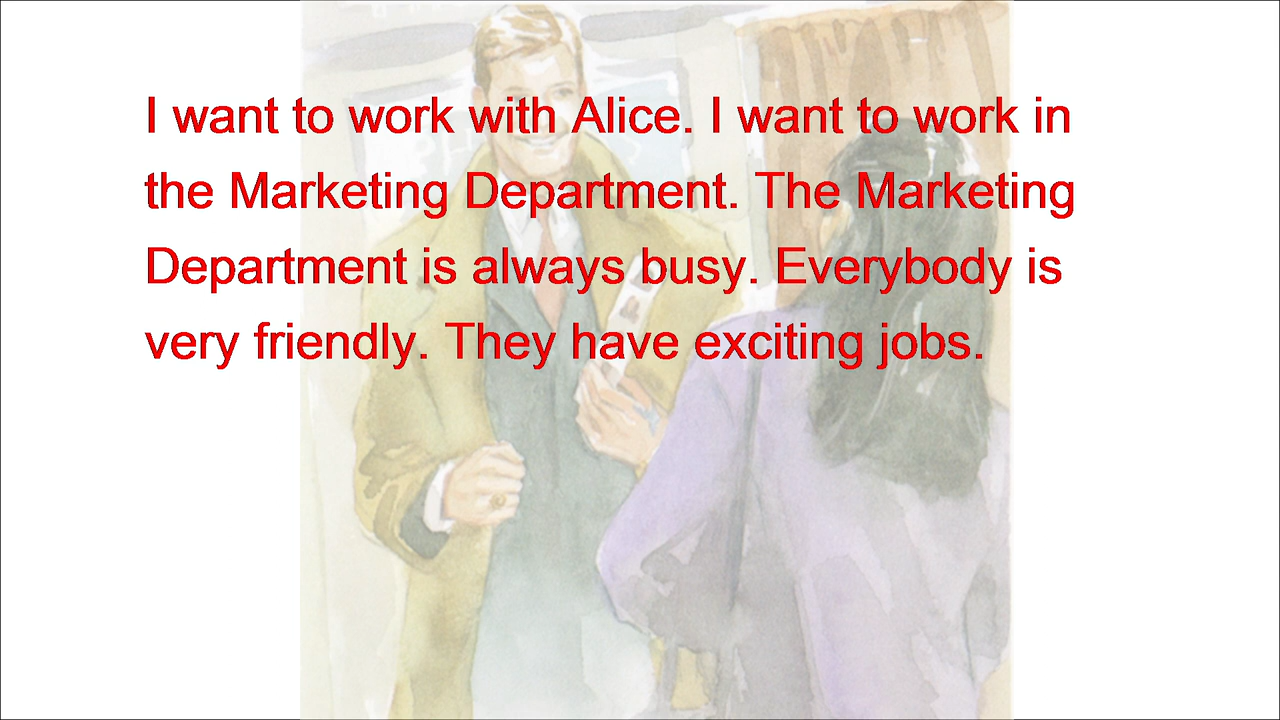 I want to work with Alice. I want to work in
the Marketing Department. The Marketing
Department is always busy. Everybody is
very friendly. They have exciting jobs.